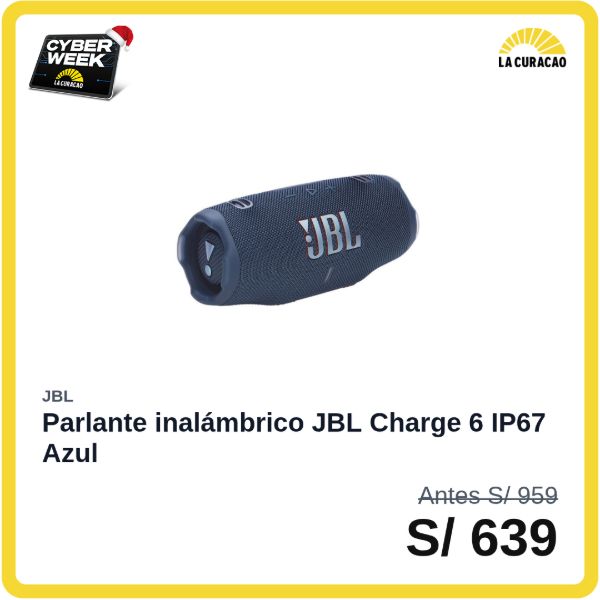 CYBER
WEEK
LA CURACAO
LA CURACAO
JBL
JBL
Parlante inalámbrico JBL Charge 6 IP67
Azul
Antes S/ 959
S/ 639